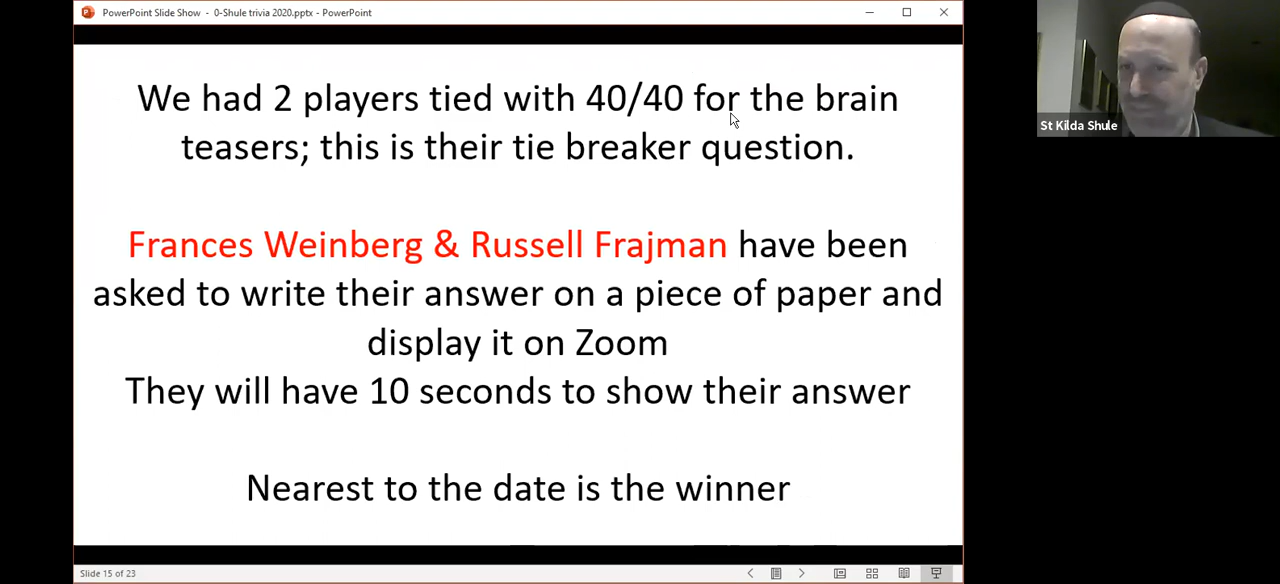 PowerPoint Slide Show - 0-Shule trivia 2020.pptx - PowerPoint
We had 2 players tied with 40/40 for the brain
teasers; this is their tie breaker question.
Frances Weinberg & Russell Frajman have been
asked to write their answer on a piece of paper and
display it on Zoom
They will have 10 seconds to show their answer
Nearest to the date is the winner
Slide 15 of 23
St Kilda Shule